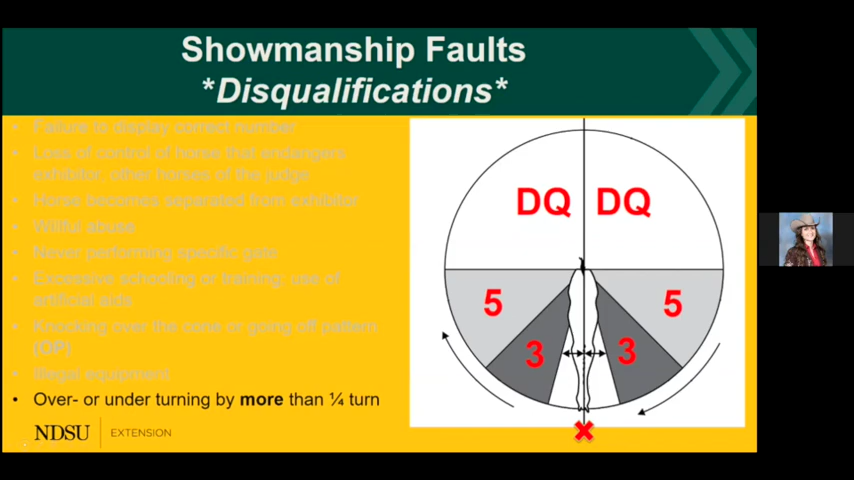 Showmanship Faults
*Disqualifications*
• Failure to display correct number
• Loss of control of horse that endangers
exhibitor, other horses of the judge
• Horse becomes separated from exhibitor
• Willful abuse
• Never performing specific gate
• Excessive schooling or training; use of
artificial aids
• Knocking over the cone or going off pattern
(OP)
• Illegal equipment
• Over- or under turning by more than ¼ turn
DQ DQ
5 5
3 3
NDSU EXTENSION